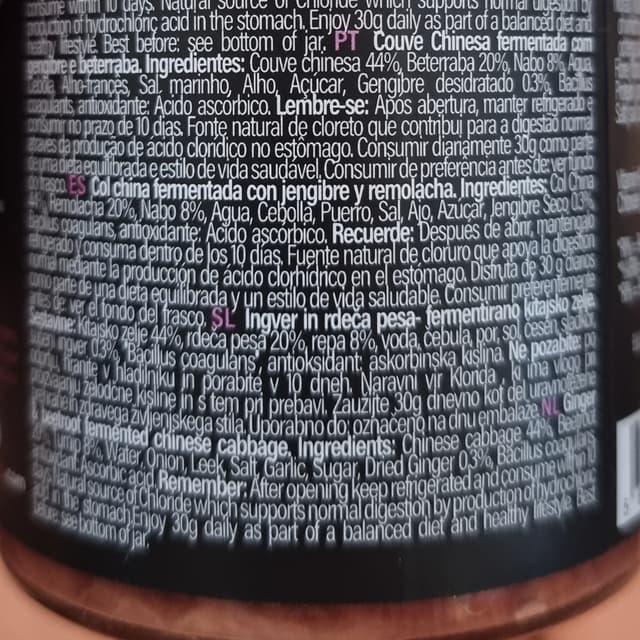 consume within 10 days. Natural source of Chloride which supports normal digestion by
production of hydrochloric acid in the stomach. Enjoy 30g daily as part of a balanced diet and
healthy lifestyle. Best before: see bottom of jar. PT Couve Chinesa fermentada com
gengibre e beterraba. Ingredientes: Couve chinesa 44%, Beterraba 20%, Nabo 8%, Água,
Cebola, Alho-francês, Sal marinho, Alho, Açúcar, Gengibre desidratado 0.3%, Bacillus
coagulans, antioxidante: Ácido ascórbico. Lembre-se: Após abertura, manter refrigerado e
consumir no prazo de 10 dias. Fonte natural de cloreto que contribui para a digestão normal
através da produção de ácido clorídico no estômago. Consumir diariamente 30g como parte
de uma dieta equilibrada e estilo de vida saudável. Consumir de preferência antes de: ver fundo
do frasco. ES Col china fermentada con jengibre y remolacha. Ingredientes: Col China
Remolacha 20%, Nabo 8%, Agua, Cebolla, Puerro, Sal, Ajo, Azúcar, Jengibre Seco 0.3%,
Bacillus coagulans, antioxidante: Ácido ascórbico. Recuerde: Después de abrir, manténgalo
refrigerado y consuma dentro de los 10 días. Fuente natural de cloruro que apoya la digestión
normal mediante la producción de ácido clorhídrico en el estómago. Disfruta de 30 g diarios
como parte de una dieta equilibrada y un estilo de vida saludable. Consumir preferentemente
antes de: ver el fondo del frasco. SL Ingver in rdeča pesa- fermentirano kitajsko zelje.
Sestavine: Kitajsko zelje 44%, rdeča pesa 20%, repa 8%, voda, čebula, por, sol, česen, sladkor,
ingver 03%, Bacillus coagulans, antioksidant: askorbinska kislina. Ne pozabite: po
hranite v hladilniku in porabite v 10 dneh. Naravni vir Klorida, ki ima vlogo pri
želodčne kisline in s tem pri prebavi. Zaužijte 30g dnevno kot del uravnotežene
in zdravega življenjskega stila. Uporabno do: označeno na dnu embalaže. NL Ginger
& beetroot fermented chinese cabbage. Ingredients: Chinese cabbage 44%, Beetroot
Turnip 8%, Water, Onion, Leek, Salt, Garlic, Sugar, Dried Ginger 0.3%, Bacillus coagulans,
Ascorbic acid. Remember: After opening keep refrigerated and consume within 10
Natural source of Chloride which supports normal digestion by production of hydrochloric
acid in the stomach. Enjoy 30g daily as part of a balanced diet and healthy lifestyle. Best
before: see bottom of jar.